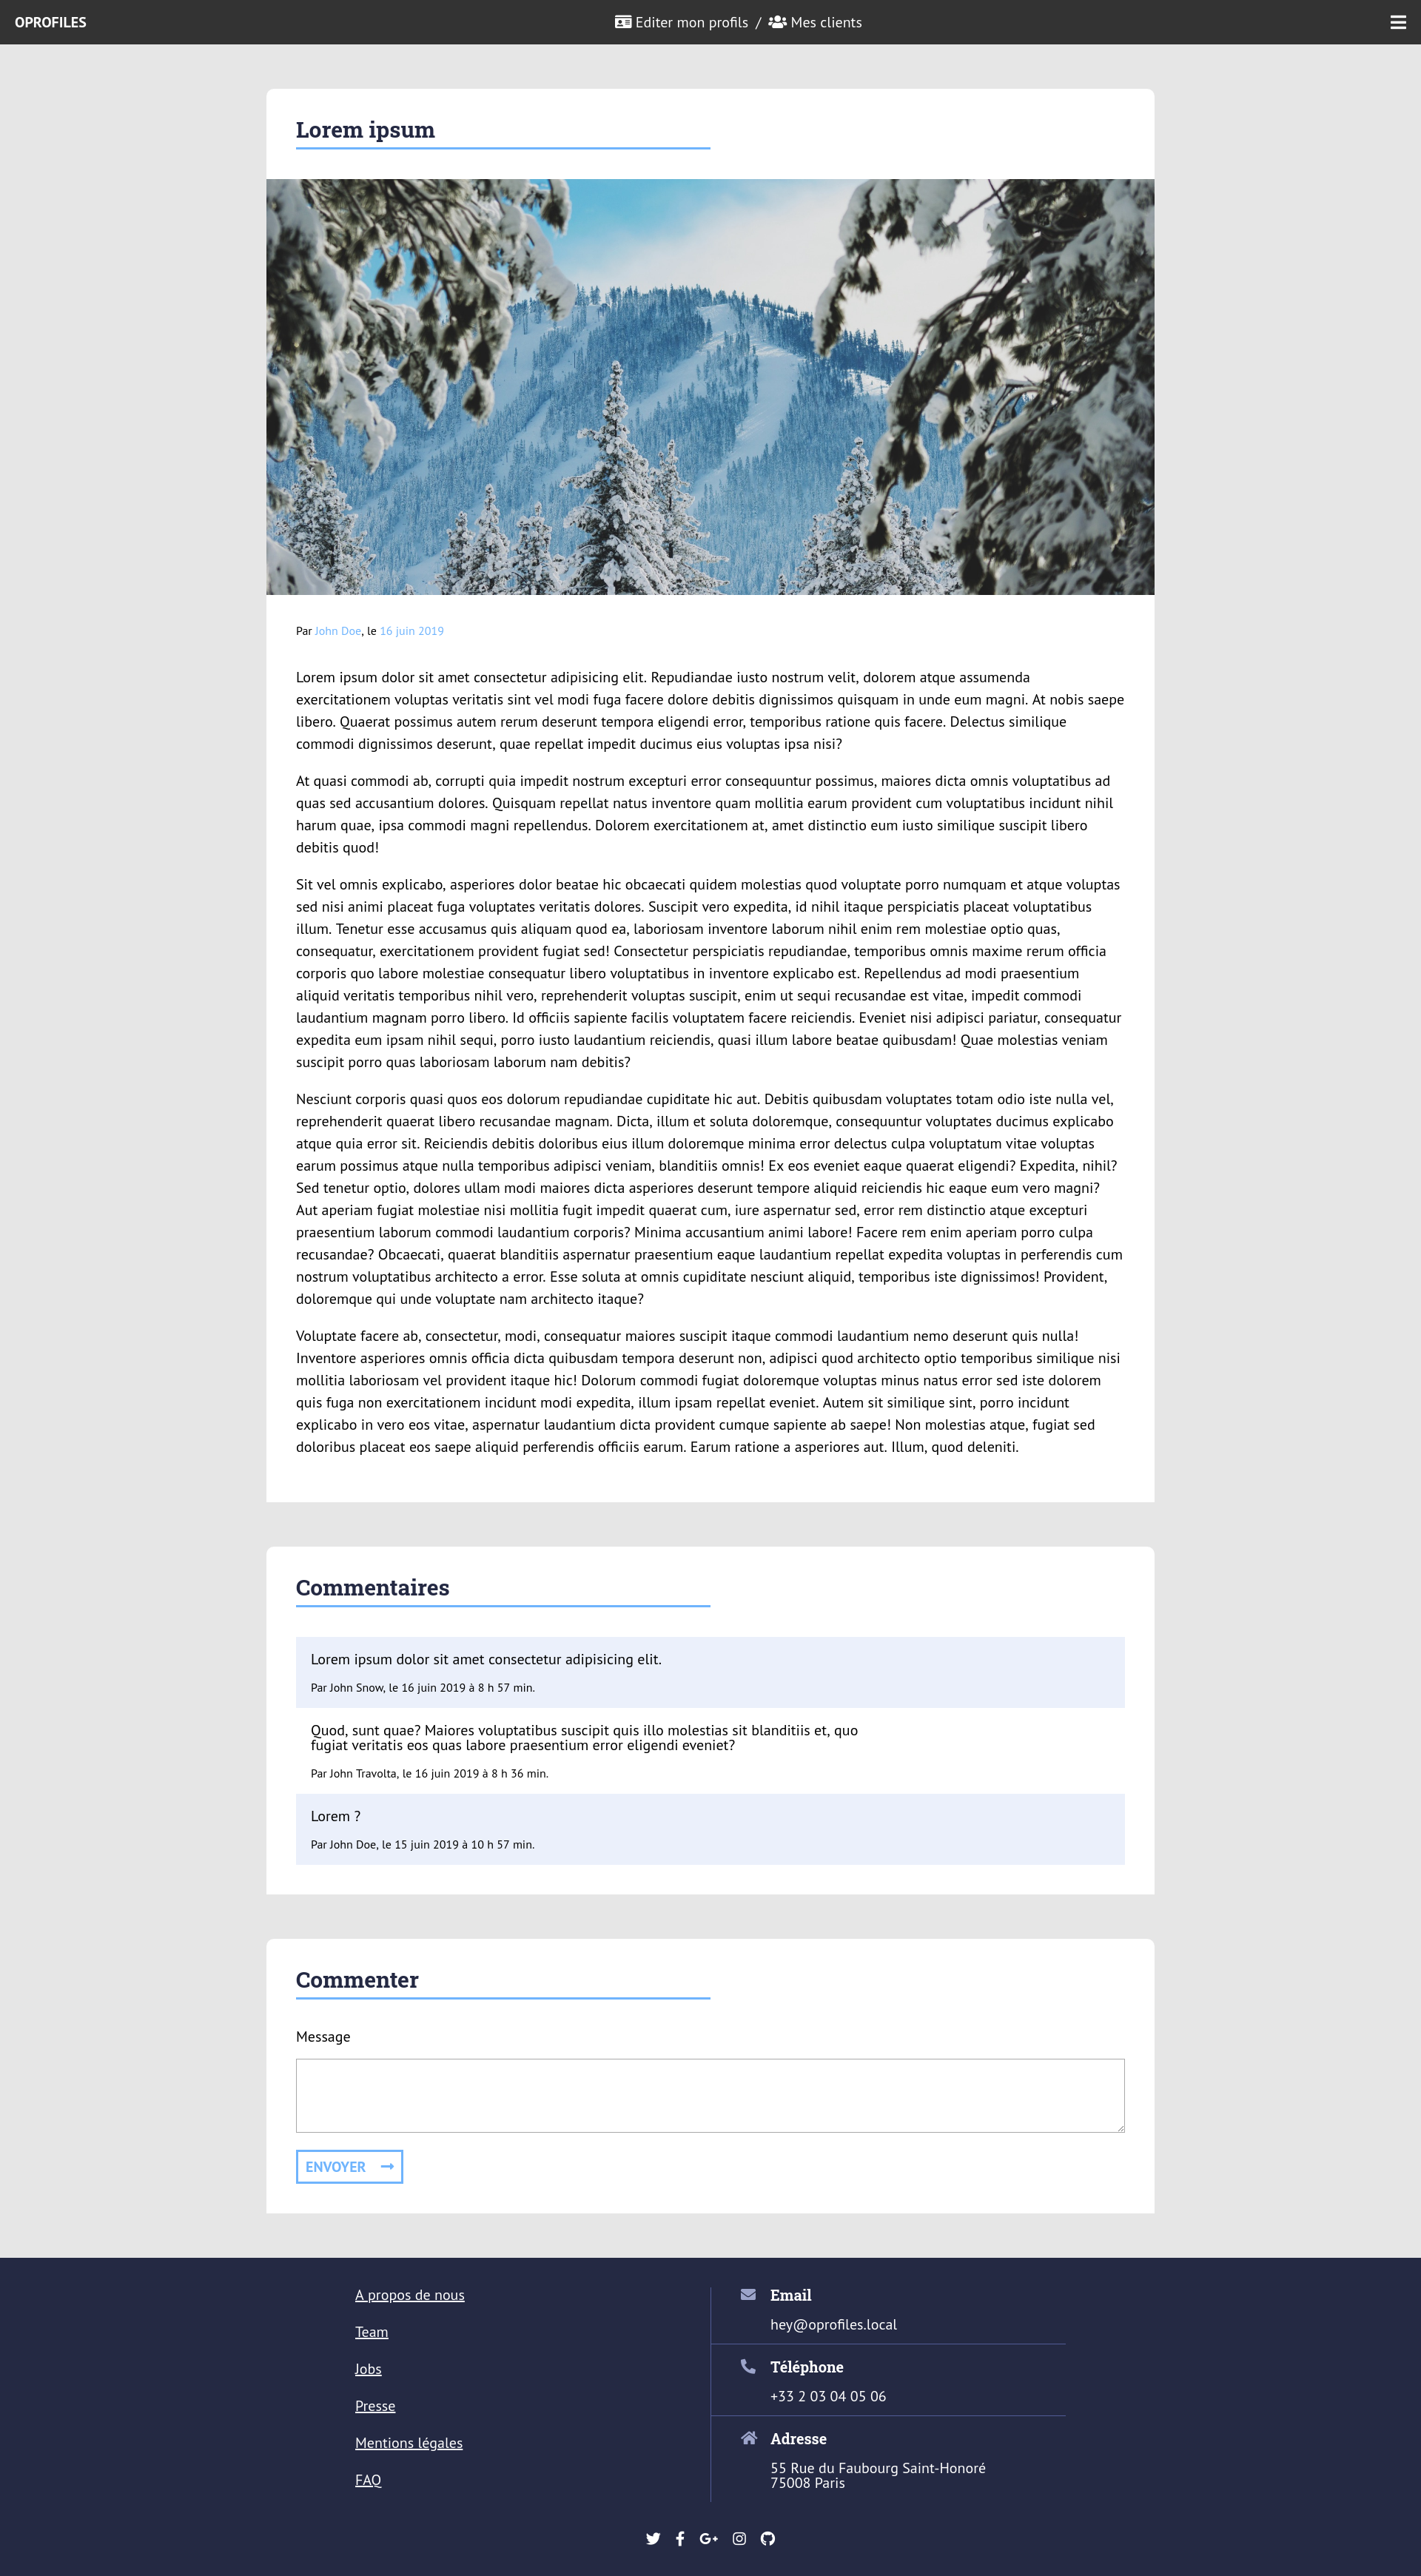 OPROFILES
Editer mon profils / Mes clients
Lorem ipsum
Par John Doe, le 16 juin 2019
Lorem ipsum dolor sit amet consectetur adipisicing elit. Repudiandae iusto nostrum velit, dolorem atque assumenda
exercitationem voluptas veritatis sint vel modi fuga facere dolore debitis dignissimos quisquam in unde eum magni. At nobis saepe
libero. Quaerat possimus autem rerum deserunt tempora eligendi error, temporibus ratione quis facere. Delectus similique
commodi dignissimos deserunt, quae repellat impedit ducimus eius voluptas ipsa nisi?
At quasi commodi ab, corrupti quia impedit nostrum excepturi error consequuntur possimus, maiores dicta omnis voluptatibus ad
quas sed accusantium dolores. Quisquam repellat natus inventore quam mollitia earum provident cum voluptatibus incidunt nihil
harum quae, ipsa commodi magni repellendus. Dolorem exercitationem at, amet distinctio eum iusto similique suscipit libero
debitis quod!
Sit vel omnis explicabo, asperiores dolor beatae hic obcaecati quidem molestias quod voluptate porro numquam et atque voluptas
sed nisi animi placeat fuga voluptates veritatis dolores. Suscipit vero expedita, id nihil itaque perspiciatis placeat voluptatibus
illum. Tenetur esse accusamus quis aliquam quod ea, laboriosam inventore laborum nihil enim rem molestiae optio quas,
consequatur, exercitationem provident fugiat sed! Consectetur perspiciatis repudiandae, temporibus omnis maxime rerum officia
corporis quo labore molestiae consequatur libero voluptatibus in inventore explicabo est. Repellendus ad modi praesentium
aliquid veritatis temporibus nihil vero, reprehenderit voluptas suscipit, enim ut sequi recusandae est vitae, impedit commodi
laudantium magnam porro libero. Id officiis sapiente facilis voluptatem facere reiciendis. Eveniet nisi adipisci pariatur, consequatur
expedita eum ipsam nihil sequi, porro iusto laudantium reiciendis, quasi illum labore beatae quibusdam! Quae molestias veniam
suscipit porro quas laboriosam laborum nam debitis?
Nesciunt corporis quasi quos eos dolorum repudiandae cupiditate hic aut. Debitis quibusdam voluptates totam odio iste nulla vel,
reprehenderit quaerat libero recusandae magnam. Dicta, illum et soluta doloremque, consequuntur voluptates ducimus explicabo
atque quia error sit. Reiciendis debitis doloribus eius illum doloremque minima error delectus culpa voluptatum vitae voluptas
earum possimus atque nulla temporibus adipisci veniam, blanditiis omnis! Ex eos eveniet eaque quaerat eligendi? Expedita, nihil?
Sed tenetur optio, dolores ullam modi maiores dicta asperiores deserunt tempore aliquid reiciendis hic eaque eum vero magni?
Aut aperiam fugiat molestiae nisi mollitia fugit impedit quaerat cum, iure aspernatur sed, error rem distinctio atque excepturi
praesentium laborum commodi laudantium corporis? Minima accusantium animi labore! Facere rem enim aperiam porro culpa
recusandae? Obcaecati, quaerat blanditiis aspernatur praesentium eaque laudantium repellat expedita voluptas in perferendis cum
nostrum voluptatibus architecto a error. Esse soluta at omnis cupiditate nesciunt aliquid, temporibus iste dignissimos! Provident,
doloremque qui unde voluptate nam architecto itaque?
Voluptate facere ab, consectetur, modi, consequatur maiores suscipit itaque commodi laudantium nemo deserunt quis nulla!
Inventore asperiores omnis officia dicta quibusdam tempora deserunt non, adipisci quod architecto optio temporibus similique nisi
mollitia laboriosam vel provident itaque hic! Dolorum commodi fugiat doloremque voluptas minus natus error sed iste dolorem
quis fuga non exercitationem incidunt modi expedita, illum ipsam repellat eveniet. Autem sit similique sint, porro incidunt
explicabo in vero eos vitae, aspernatur laudantium dicta provident cumque sapiente ab saepe! Non molestias atque, fugiat sed
doloribus placeat eos saepe aliquid perferendis officiis earum. Earum ratione a asperiores aut. Illum, quod deleniti.
Commentaires
Lorem ipsum dolor sit amet consectetur adipisicing elit.
Par John Snow, le 16 juin 2019 à 8 h 57 min.
Quod, sunt quae? Maiores voluptatibus suscipit quis illo molestias sit blanditiis et, quo
fugiat veritatis eos quas labore praesentium error eligendi eveniet?
Par John Travolta, le 16 juin 2019 à 8 h 36 min.
Lorem ?
Par John Doe, le 15 juin 2019 à 10 h 57 min.
Commenter
Message
ENVOYER
A propos de nous
Team
Jobs
Presse
Mentions légales
FAQ
Email
hey@oprofiles.local
Téléphone
+33 2 03 04 05 06
Adresse
55 Rue du Faubourg Saint-Honoré
75008 Paris